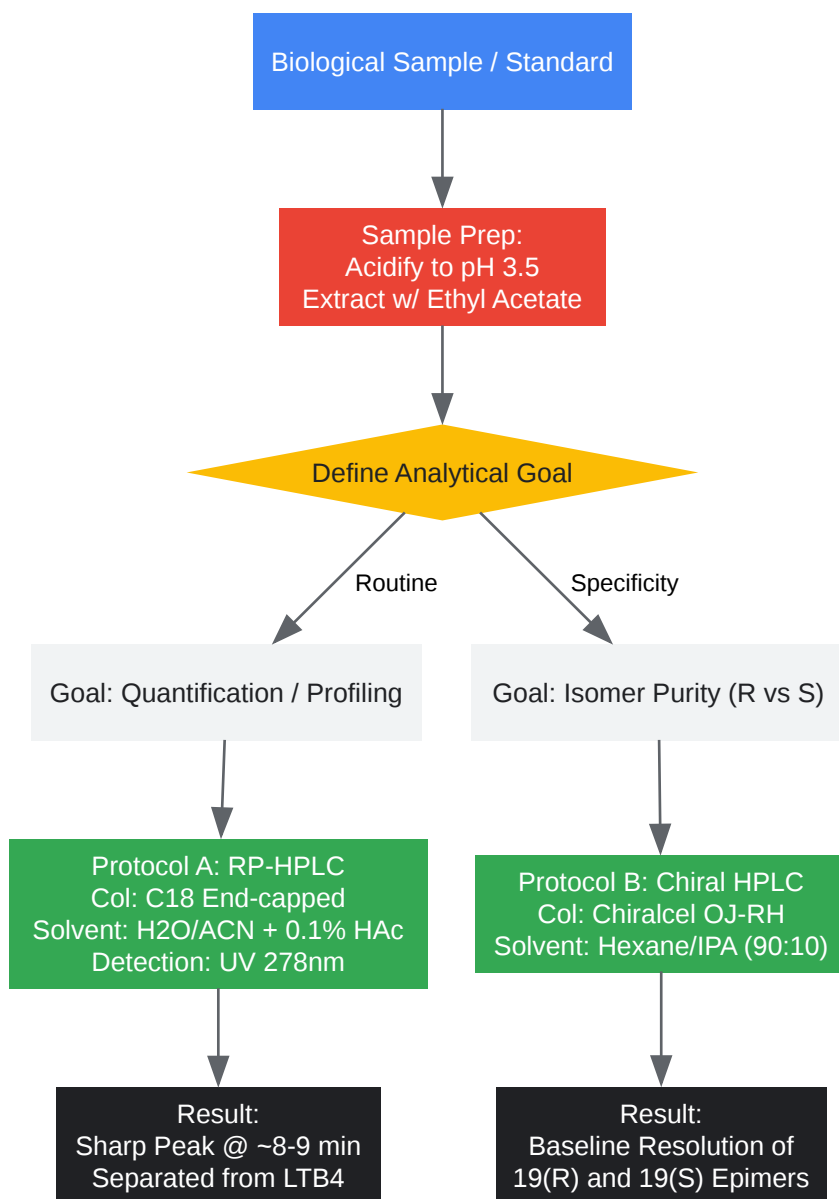 Biological Sample / Standard
Sample Prep:
Acidify to pH 3.5
Extract w/ Ethyl Acetate
Define Analytical Goal
Routine
Specificity
Goal: Quantification / Profiling
Goal: Isomer Purity (R vs S)
Protocol A: RP-HPLC
Col: C18 End-capped
Solvent: H2O/ACN + 0.1% HAc
Detection: UV 278nm
Protocol B: Chiral HPLC
Col: Chiralcel OJ-RH
Solvent: Hexane/IPA (90:10)
Result:
Sharp Peak @ ~8-9 min
Separated from LTB4
Result:
Baseline Resolution of
19(R) and 19(S) Epimers